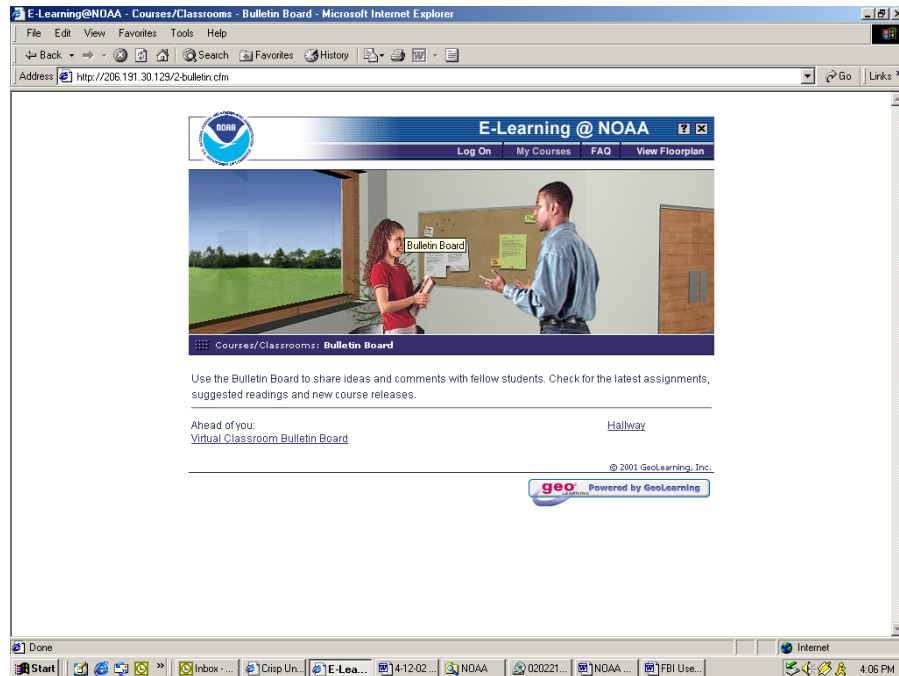 E-Learning@NOAA - Courses/Classrooms - Bulletin Board - Microsoft Internet Explorer
File Edit View Favorites Tools Help
Back Search Favorites History
Address http://206.191.30.129/2-bulletin.cfm Go Links
NOAA
E-Learning @ NOAA ? X
Log On My Courses FAQ View Floorplan
Bulletin Board
Courses/Classrooms: Bulletin Board
Use the Bulletin Board to share ideas and comments with fellow students. Check for the latest assignments,
suggested readings and new course releases.
Ahead of you: Hallway
Virtual Classroom Bulletin Board
© 2001 GeoLearning, Inc.
geo LEARNING Powered by GeoLearning
Done Internet
Start Inbox - ... Crisp Un... E-Lea... 4-12-02 ... NOAA 020221... NOAA ... FBI Use... 4:06 PM